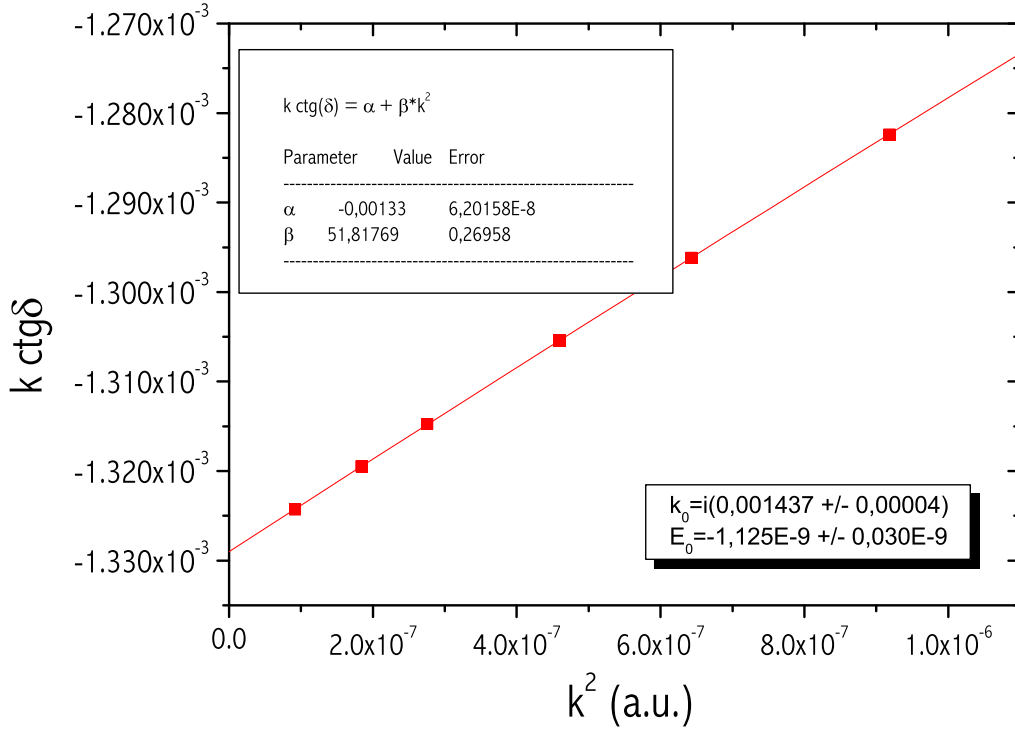 -1.270x10⁻³
-1.280x10⁻³
-1.290x10⁻³
-1.300x10⁻³
-1.310x10⁻³
-1.320x10⁻³
-1.330x10⁻³
k ctgδ
k ctg(δ) = α + β*k²
Parameter Value Error
------------------------------------------------------------
α -0,00133 6,20158E-8
β 51,81769 0,26958
------------------------------------------------------------
k₀=i(0,001437 +/- 0,00004)
E₀=-1,125E-9 +/- 0,030E-9
0.0 2.0x10⁻⁷ 4.0x10⁻⁷ 6.0x10⁻⁷ 8.0x10⁻⁷ 1.0x10⁻⁶
k² (a.u.)